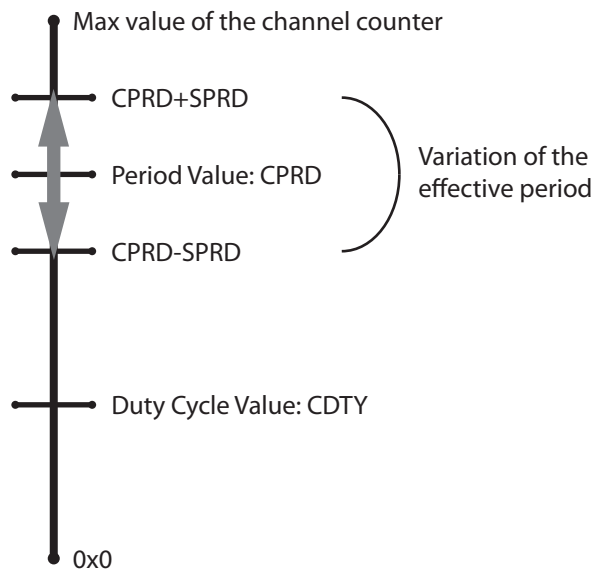 Max value of the channel counter
CPRD+SPRD
Period Value: CPRD
Variation of the
effective period
CPRD-SPRD
Duty Cycle Value: CDTY
0x0